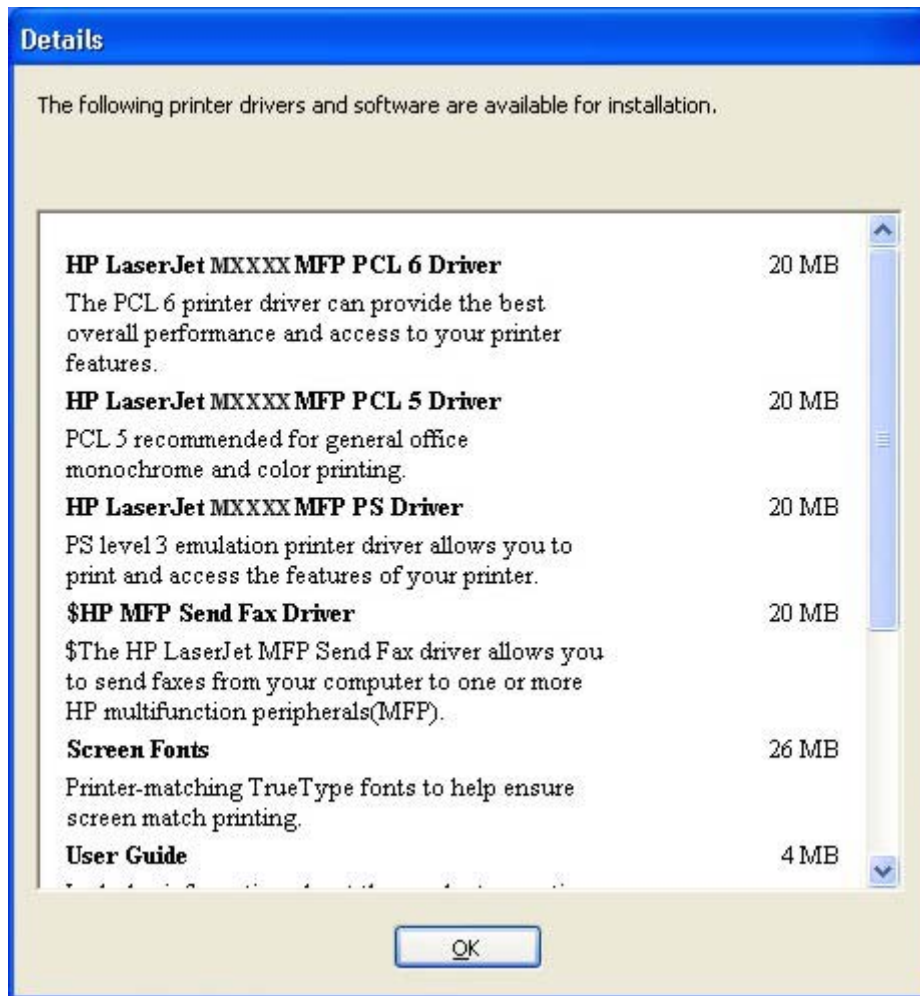 Details
The following printer drivers and software are available for installation.
HP LaserJet MXXXX MFP PCL 6 Driver 20 MB
The PCL 6 printer driver can provide the best
overall performance and access to your printer
features.
HP LaserJet MXXXX MFP PCL 5 Driver 20 MB
PCL 5 recommended for general office
monochrome and color printing.
HP LaserJet MXXXX MFP PS Driver 20 MB
PS level 3 emulation printer driver allows you to
print and access the features of your printer.
$HP MFP Send Fax Driver 20 MB
$The HP LaserJet MFP Send Fax driver allows you
to send faxes from your computer to one or more
HP multifunction peripherals(MFP).
Screen Fonts 26 MB
Printer-matching TrueType fonts to help ensure
screen match printing.
User Guide 4 MB
OK